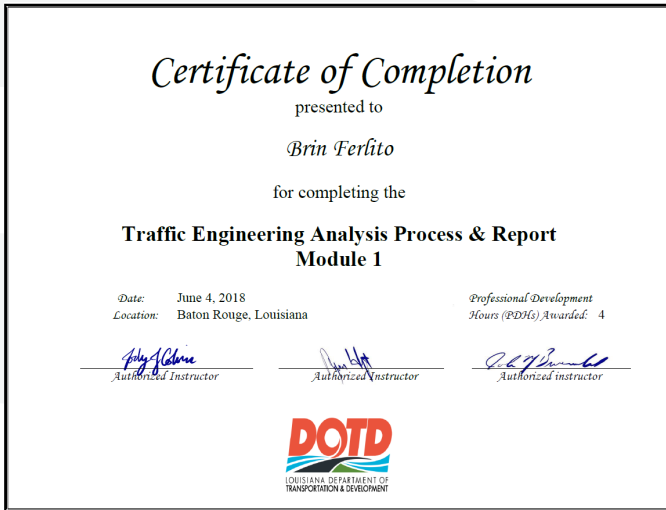 Certificate of Completion
presented to
Brin Ferlito
for completing the
Traffic Engineering Analysis Process & Report
Module 1
Date: June 4, 2018
Location: Baton Rouge, Louisiana
Professional Development
Hours (PDHs) Awarded: 4
Authorized Instructor
Authorized Instructor
Authorized instructor
DOTD
LOUISIANA DEPARTMENT OF
TRANSPORTATION & DEVELOPMENT